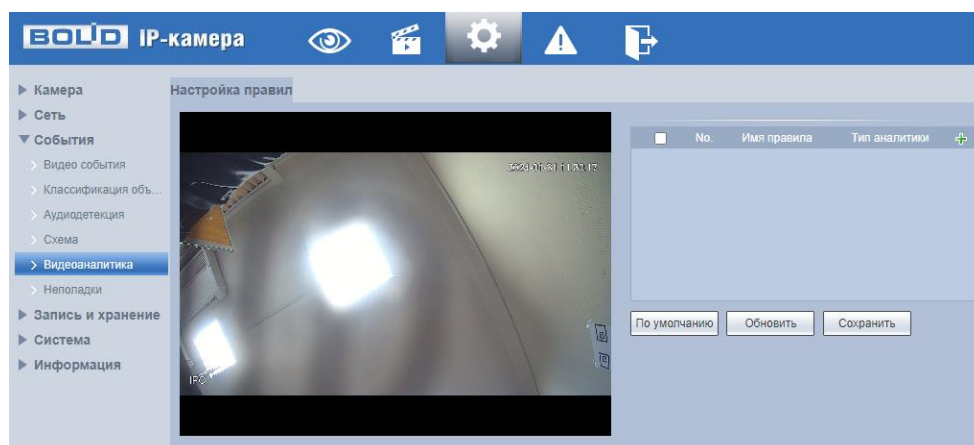 BOLID IP-камера
Камера
Сеть
События
Видео события
Классификация объ...
Аудиодетекция
Схема
Видеоаналитика
Неполадки
Запись и хранение
Система
Информация
Настройка правил
IPC
No. Имя правила Тип аналитики
По умолчанию Обновить Сохранить